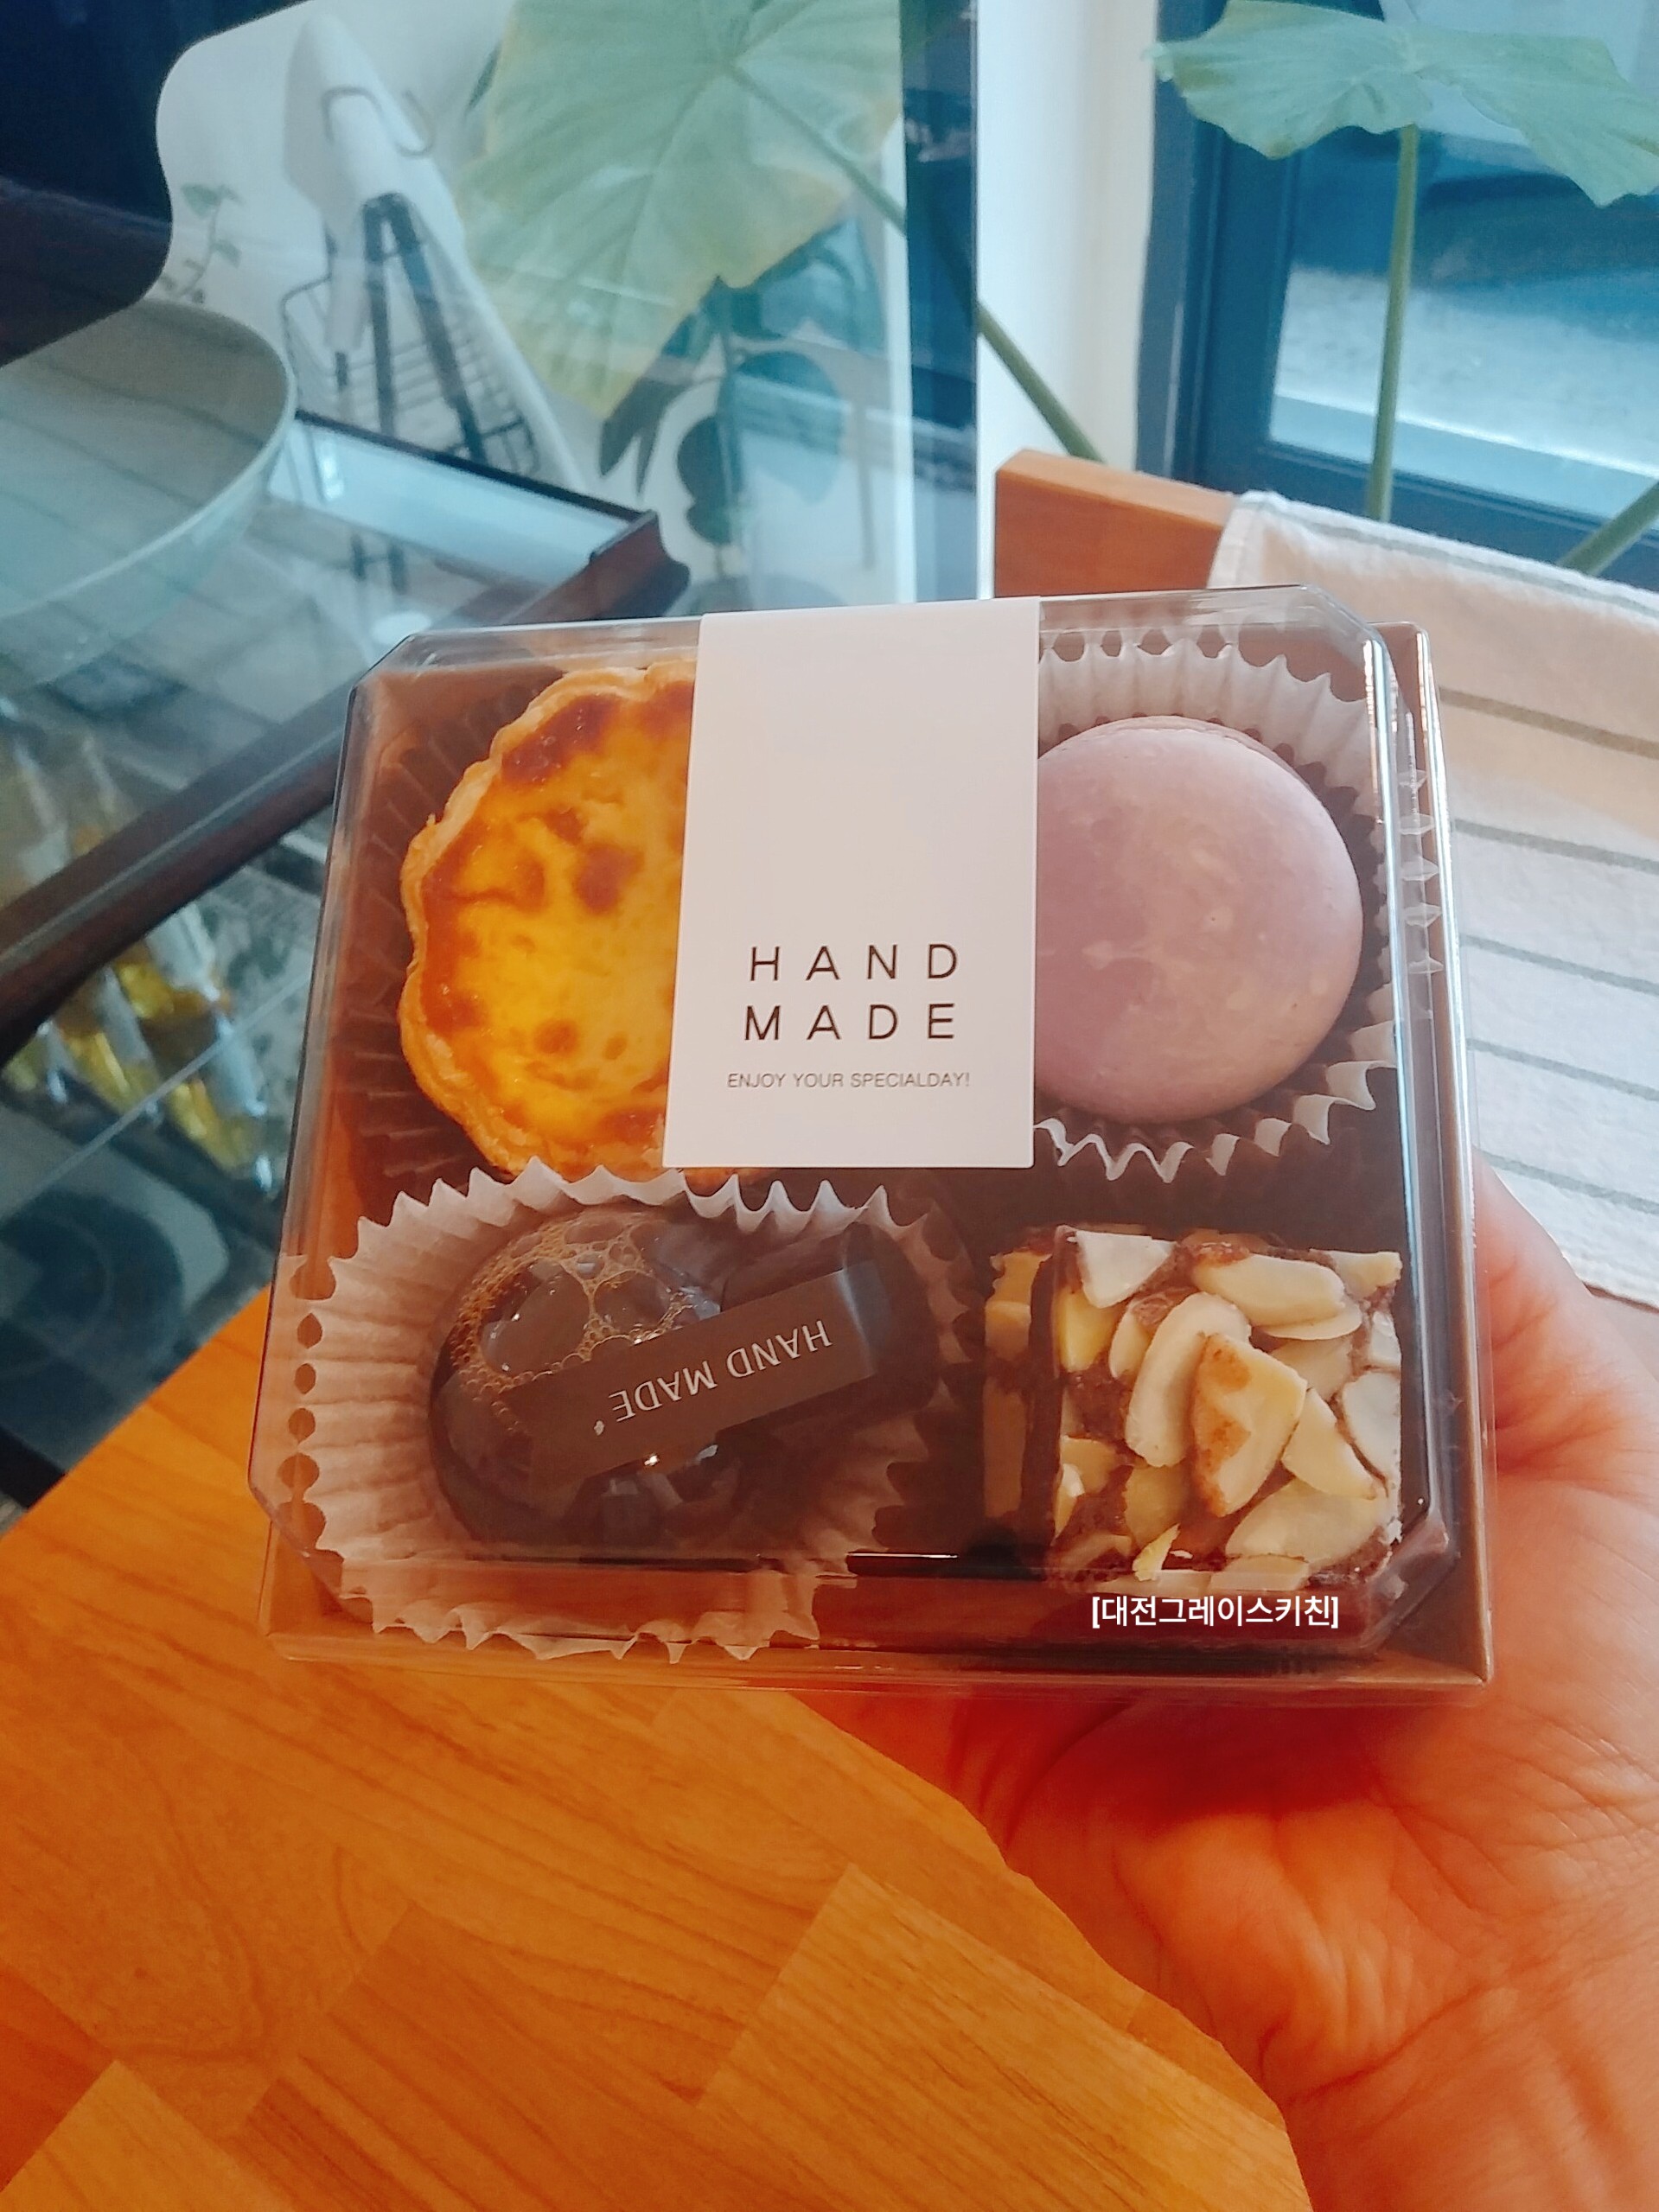 HAND
MADE
ENJOY YOUR SPECIALDAY!
HAND MADE
[대전그레이스키친]